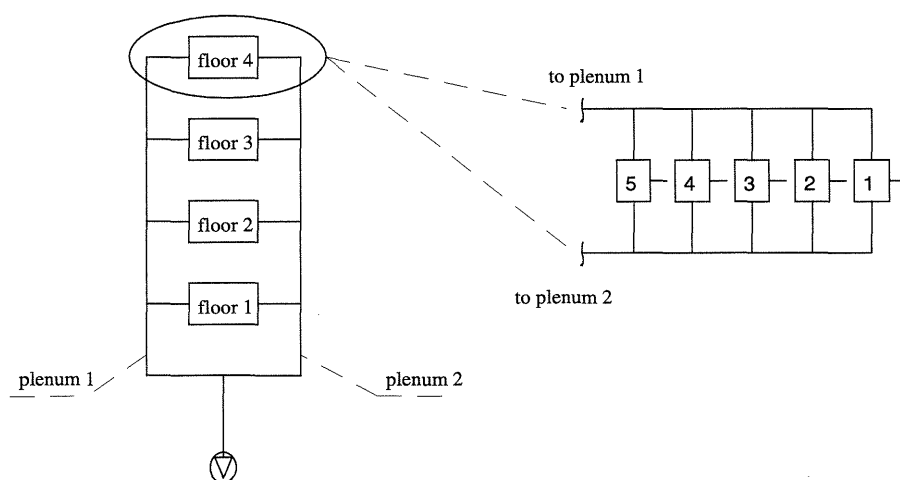 floor 4
floor 3
floor 2
floor 1
plenum 1
plenum 2
to plenum 1
5 4 3 2 1
to plenum 2